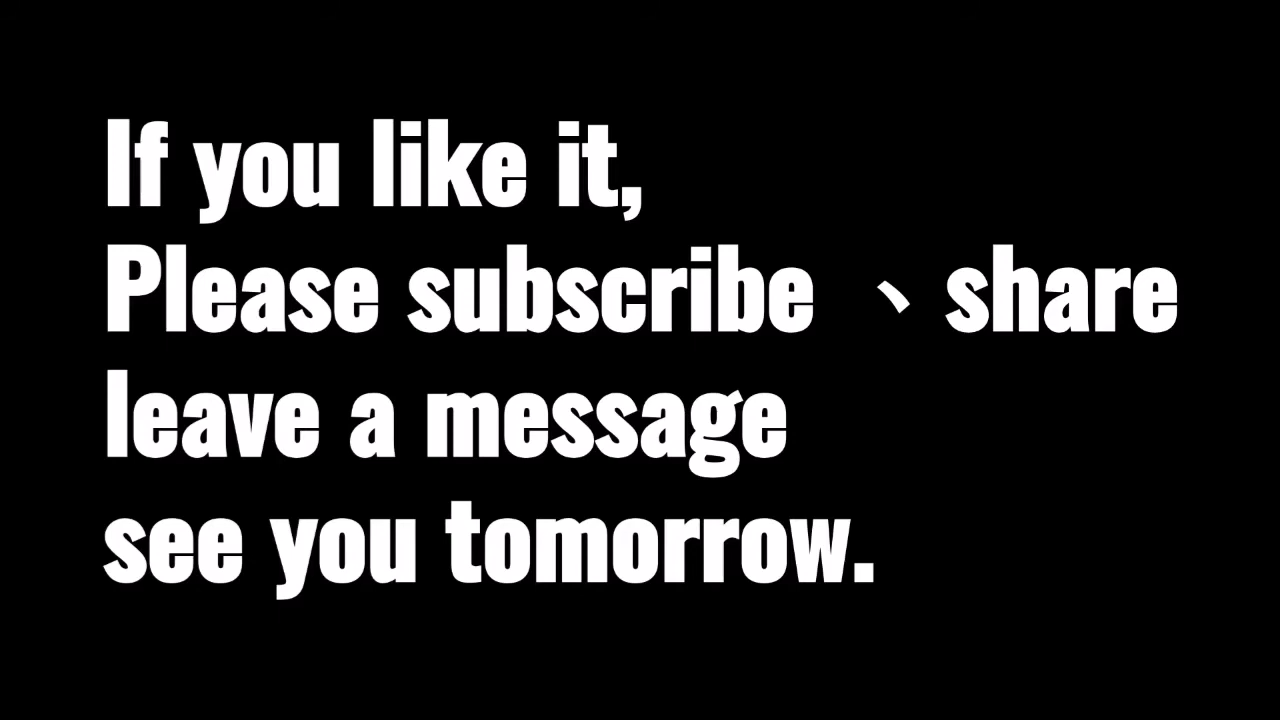 If you like it,
Please subscribe 、share
leave a message
see you tomorrow.